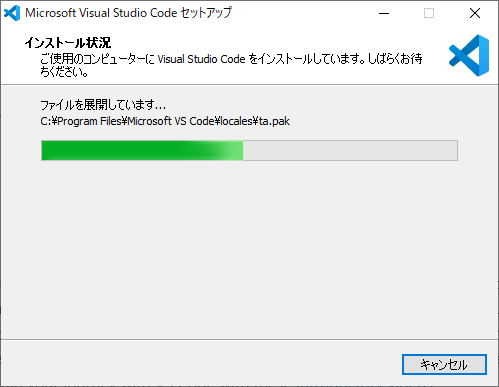 Microsoft Visual Studio Code セットアップ
インストール状況
ご使用のコンピューターに Visual Studio Code をインストールしています。しばらくお待
ちください。
ファイルを展開しています...
C:¥Program Files¥Microsoft VS Code¥locales¥ta.pak
キャンセル